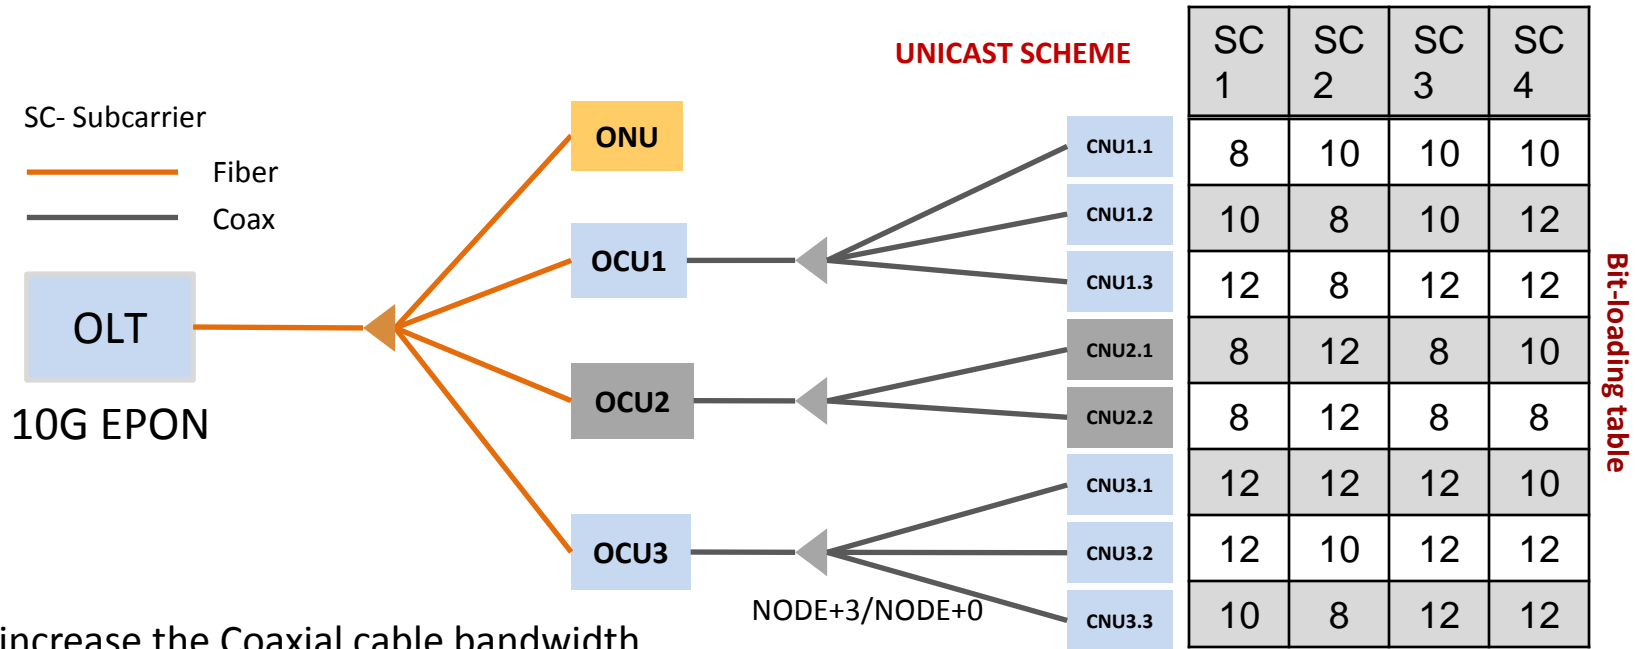 UNICAST SCHEME
SC- Subcarrier
Fiber
Coax
OLT
10G EPON
ONU
OCU1
OCU2
OCU3
NODE+3/NODE+0
increase the Coaxial cable bandwidth
SC 1 SC 2 SC 3 SC 4
CNU1.1 8 10 10 10
CNU1.2 10 8 10 12
CNU1.3 12 8 12 12
CNU2.1 8 12 8 10
CNU2.2 8 12 8 8
CNU3.1 12 12 12 10
CNU3.2 12 10 12 12
CNU3.3 10 8 12 12
Bit-loading table